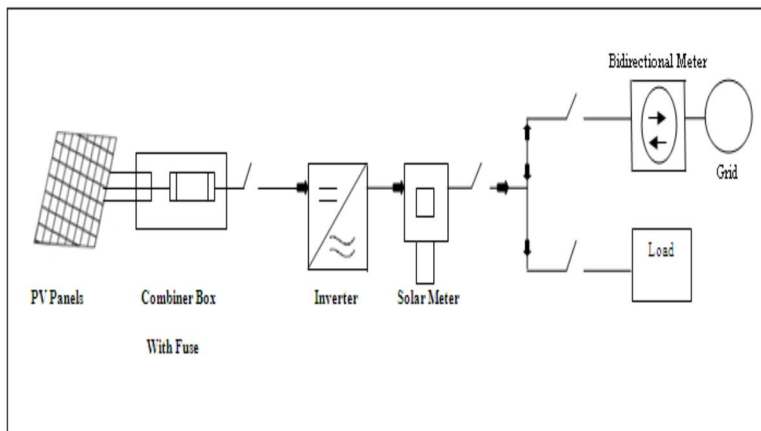 Bidirectional Meter
Grid
Load
PV Panels
Combiner Box
With Fuse
Inverter
Solar Meter